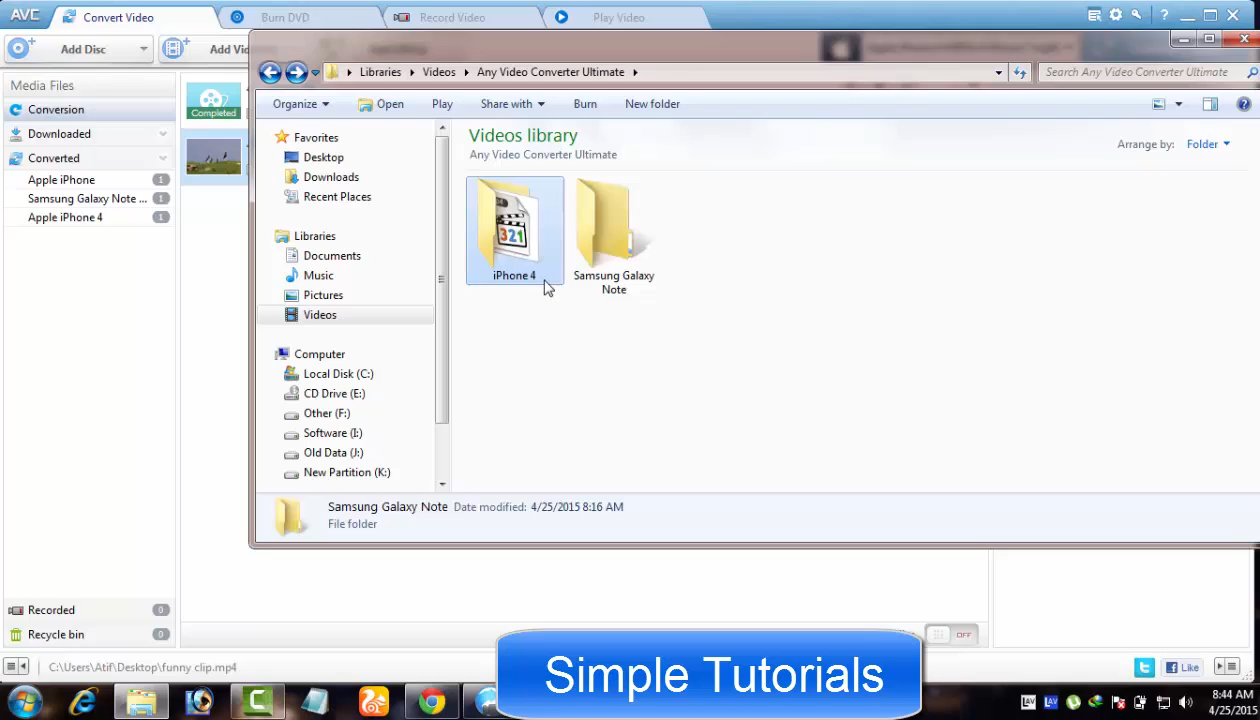 AVC
Convert Video
Burn DVD
Record Video
Play Video
Add Disc
Add
Media Files
Conversion
Downloaded
Converted
Apple iPhone 1
Samsung Galaxy Note ... 1
Apple iPhone 4 1
Completed
Libraries
Videos
Any Video Converter Ultimate
Search Any Video Converter Ultimate
Organize
Open
Play
Share with
Burn
New folder
Favorites
Desktop
Downloads
Recent Places
Libraries
Documents
Music
Pictures
Videos
Computer
Local Disk (C:)
CD Drive (E:)
Other (F:)
Software (I:)
Old Data (J:)
New Partition (K:)
Videos library
Any Video Converter Ultimate
Arrange by: Folder
321
iPhone 4
Samsung Galaxy
Note
Samsung Galaxy Note Date modified: 4/25/2015 8:16 AM
File folder
Recorded 0
Recycle bin 0
OFF
C:\Users\Atif\Desktop\funny clip.mp4
Like
Simple Tutorials
LAV
LAV
8:44 AM
4/25/2015